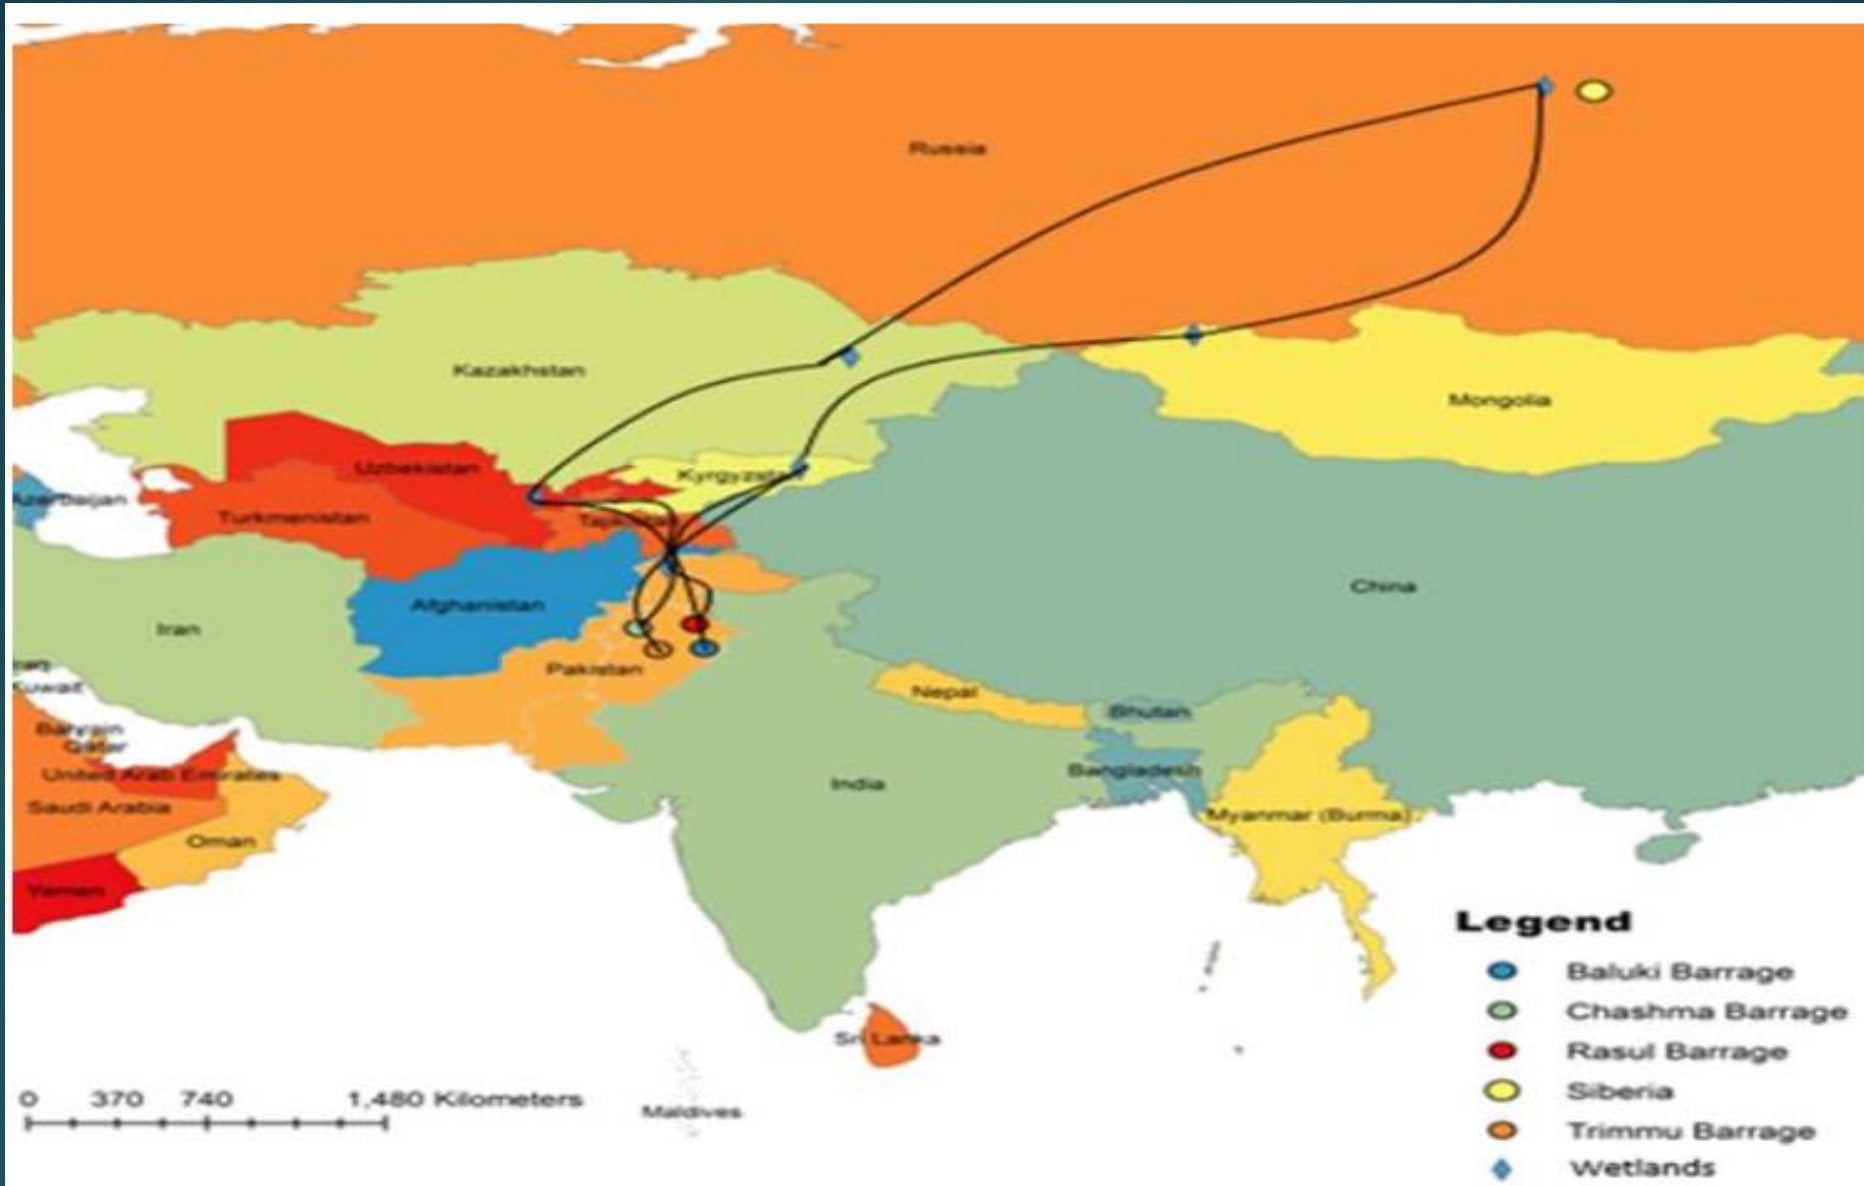 Russia
Kazakhstan
Mongolia
Uzbekistan
Kyrgyzsta
Azerbaijan
Turkmenistan
China
Afghanistan
Iran
Pakistan
Kuwait
Nepal
Bhutan
Bahrain
Qatar
United Arab Emirates
Bangladesh
India
Saudi Arabia
Myanmar (Burma)
Oman
Yemen
Sri Lanka
Maldives
0 370 740 1,480 Kilometers
Legend
Baluki Barrage
Chashma Barrage
Rasul Barrage
Siberia
Trimmu Barrage
Wetlands